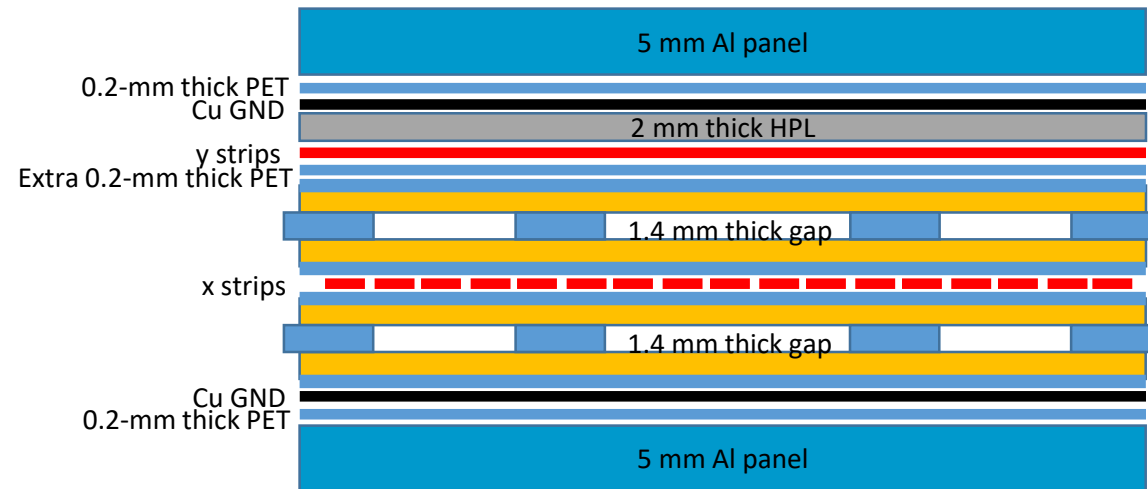 5 mm Al panel
0.2-mm thick PET
Cu GND
2 mm thick HPL
y strips
Extra 0.2-mm thick PET
1.4 mm thick gap
x strips
1.4 mm thick gap
Cu GND
0.2-mm thick PET
5 mm Al panel